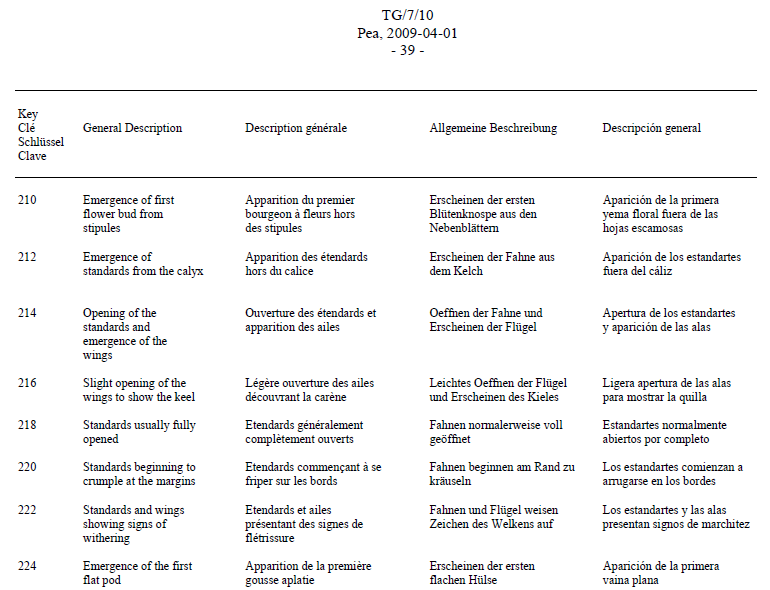 TG/7/10
Pea, 2009-04-01
- 39 -
Key
Clé
Schlüssel
Clave
General Description
Description générale
Allgemeine Beschreibung
Descripción general
210
Emergence of first
flower bud from
stipules
Apparition du premier
bourgeon à fleurs hors
des stipules
Erscheinen der ersten
Blütenknospe aus den
Nebenblättern
Aparición de la primera
yema floral fuera de las
hojas escamosas
212
Emergence of
standards from the calyx
Apparition des étendards
hors du calice
Erscheinen der Fahne aus
dem Kelch
Aparición de los estandartes
fuera del cáliz
214
Opening of the
standards and
emergence of the
wings
Ouverture des étendards et
apparition des ailes
Oeffnen der Fahne und
Erscheinen der Flügel
Apertura de los estandartes
y aparición de las alas
216
Slight opening of the
wings to show the keel
Légère ouverture des ailes
découvrant la carène
Leichtes Oeffnen der Flügel
und Erscheinen des Kieles
Ligera apertura de las alas
para mostrar la quilla
218
Standards usually fully
opened
Etendards généralement
complètement ouverts
Fahnen normalerweise voll
geöffnet
Estandartes normalmente
abiertos por completo
220
Standards beginning to
crumple at the margins
Etendards commençant à se
friper sur les bords
Fahnen beginnen am Rand zu
kräuseln
Los estandartes comienzan a
arrugarse en los bordes
222
Standards and wings
showing signs of
withering
Etendards et ailes
présentant des signes de
flétrissure
Fahnen und Flügel weisen
Zeichen des Welkens auf
Los estandartes y las alas
presentan signos de marchitez
224
Emergence of the first
flat pod
Apparition de la première
gousse aplatie
Erscheinen der ersten
flachen Hülse
Aparición de la primera
vaina plana